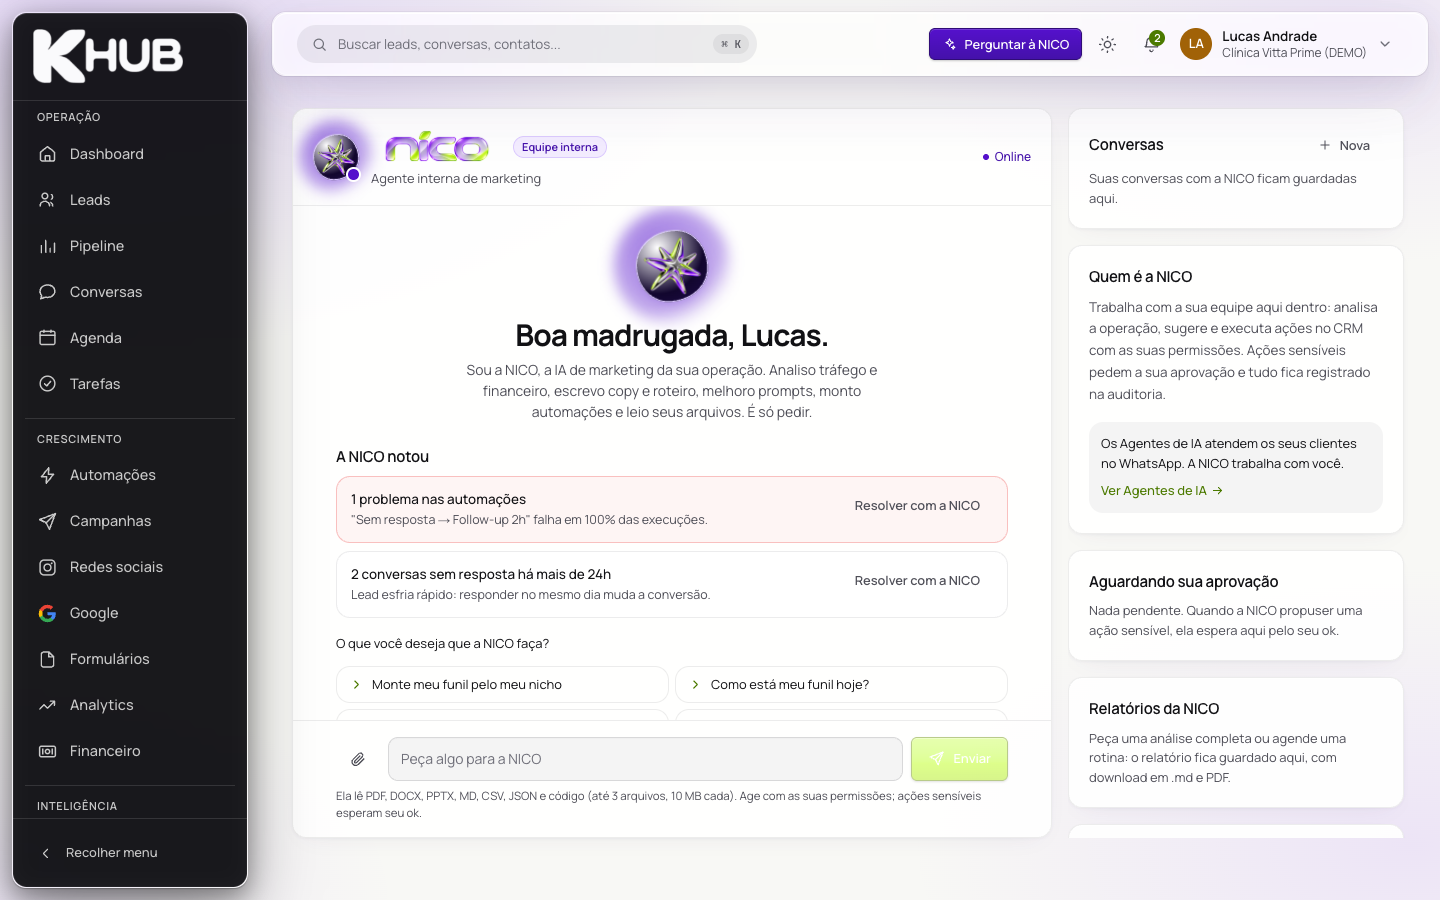 KHUB
OPERAÇÃO
Dashboard
Leads
Pipeline
Conversas
Agenda
Tarefas
CRESCIMENTO
Automações
Campanhas
Redes sociais
Google
Formulários
Analytics
Financeiro
INTELIGÊNCIA
Recolher menu
Buscar leads, conversas, contatos...
⌘ K
Perguntar à NICO
2
LA
Lucas Andrade
Clínica Vitta Prime (DEMO)
nico
Equipe interna
Agente interna de marketing
Online
Boa madrugada, Lucas.
Sou a NICO, a IA de marketing da sua operação. Analiso tráfego e
financeiro, escrevo copy e roteiro, melhoro prompts, monto
automações e leio seus arquivos. É só pedir.
A NICO notou
1 problema nas automações
"Sem resposta → Follow-up 2h" falha em 100% das execuções.
Resolver com a NICO
2 conversas sem resposta há mais de 24h
Lead esfria rápido: responder no mesmo dia muda a conversão.
Resolver com a NICO
O que você deseja que a NICO faça?
Monte meu funil pelo meu nicho
Como está meu funil hoje?
Peça algo para a NICO
Enviar
Ela lê PDF, DOCX, PPTX, MD, CSV, JSON e código (até 3 arquivos, 10 MB cada). Age com as suas permissões; ações sensíveis
esperam seu ok.
Conversas
Nova
Suas conversas com a NICO ficam guardadas
aqui.
Quem é a NICO
Trabalha com a sua equipe aqui dentro: analisa
a operação, sugere e executa ações no CRM
com as suas permissões. Ações sensíveis
pedem a sua aprovação e tudo fica registrado
na auditoria.
Os Agentes de IA atendem os seus clientes
no WhatsApp. A NICO trabalha com você.
Ver Agentes de IA →
Aguardando sua aprovação
Nada pendente. Quando a NICO propuser uma
ação sensível, ela espera aqui pelo seu ok.
Relatórios da NICO
Peça uma análise completa ou agende uma
rotina: o relatório fica guardado aqui, com
download em .md e PDF.